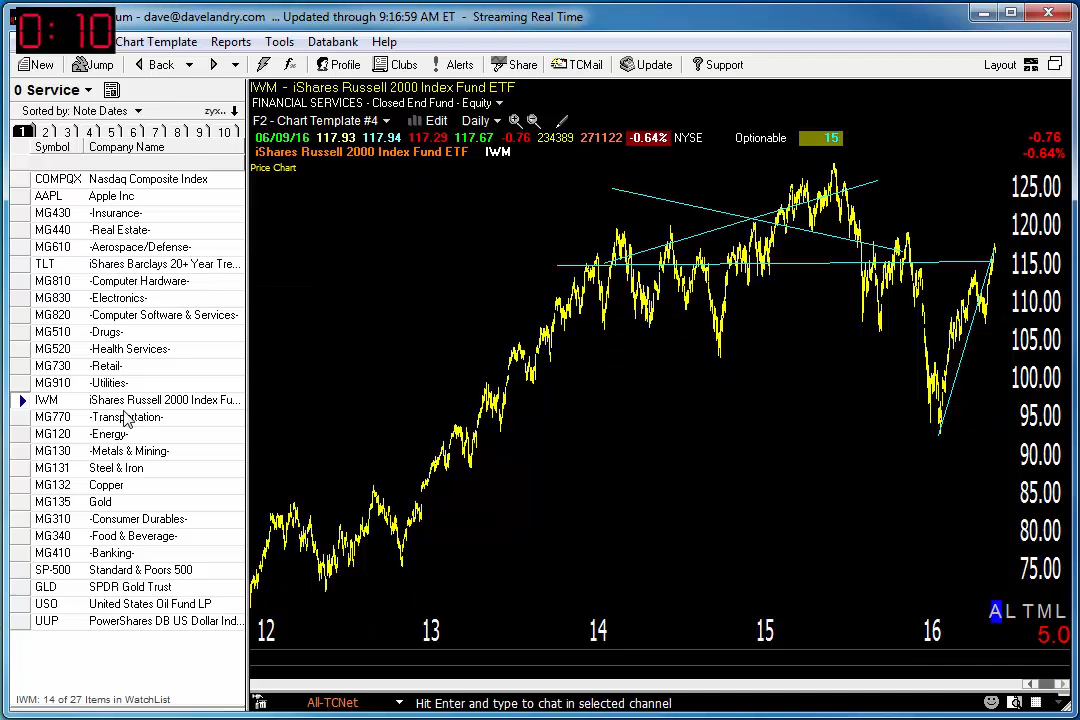 um - dave@davelandry.com ... Updated through 9:16:59 AM ET - Streaming Real Time
0:10
Chart Template Reports Tools Databank Help
New Jump Back Profile Clubs Alerts Share TCMail Update Support Layout
0 Service
Sorted by: Note Dates zyx..
1 2 3 4 5 6 7 8 9 10
Symbol Company Name
COMPQX Nasdaq Composite Index
AAPL Apple Inc
MG430 -Insurance-
MG440 -Real Estate-
MG610 -Aerospace/Defense-
TLT iShares Barclays 20+ Year Tre...
MG810 -Computer Hardware-
MG830 -Electronics-
MG820 -Computer Software & Services-
MG510 -Drugs-
MG520 -Health Services-
MG730 -Retail-
MG910 -Utilities-
IWM iShares Russell 2000 Index Fu...
MG770 -Transportation-
MG120 -Energy-
MG130 -Metals & Mining-
MG131 Steel & Iron
MG132 Copper
MG135 Gold
MG310 -Consumer Durables-
MG340 -Food & Beverage-
MG410 -Banking-
SP-500 Standard & Poors 500
GLD SPDR Gold Trust
USO United States Oil Fund LP
UUP PowerShares DB US Dollar Ind...
IWM: 14 of 27 Items in WatchList
IWM - iShares Russell 2000 Index Fund ETF
FINANCIAL SERVICES - Closed End Fund - Equity
F2 - Chart Template #4 Edit Daily
06/09/16 117.93 117.94 117.29 117.67 -0.76 234389 271122 -0.64% NYSE Optionable 15 -0.76
iShares Russell 2000 Index Fund ETF IWM -0.64%
Price Chart
125.00
120.00
115.00
110.00
105.00
100.00
95.00
90.00
85.00
80.00
75.00
A L T M L
12 13 14 15 16 5.0
All-TCNet Hit Enter and type to chat in selected channel